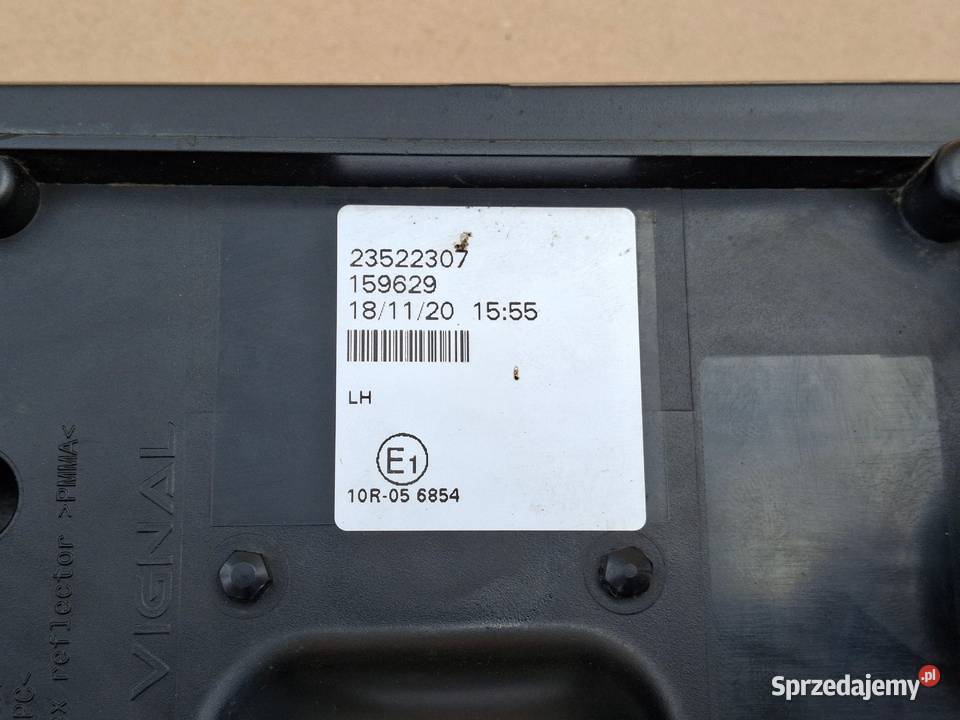 23522307
159629
18/11/20 15:55
LH
E1
10R-05 6854
VIGNAL
x reflector >PMMA<
PC<
Sprzedajemy.pl